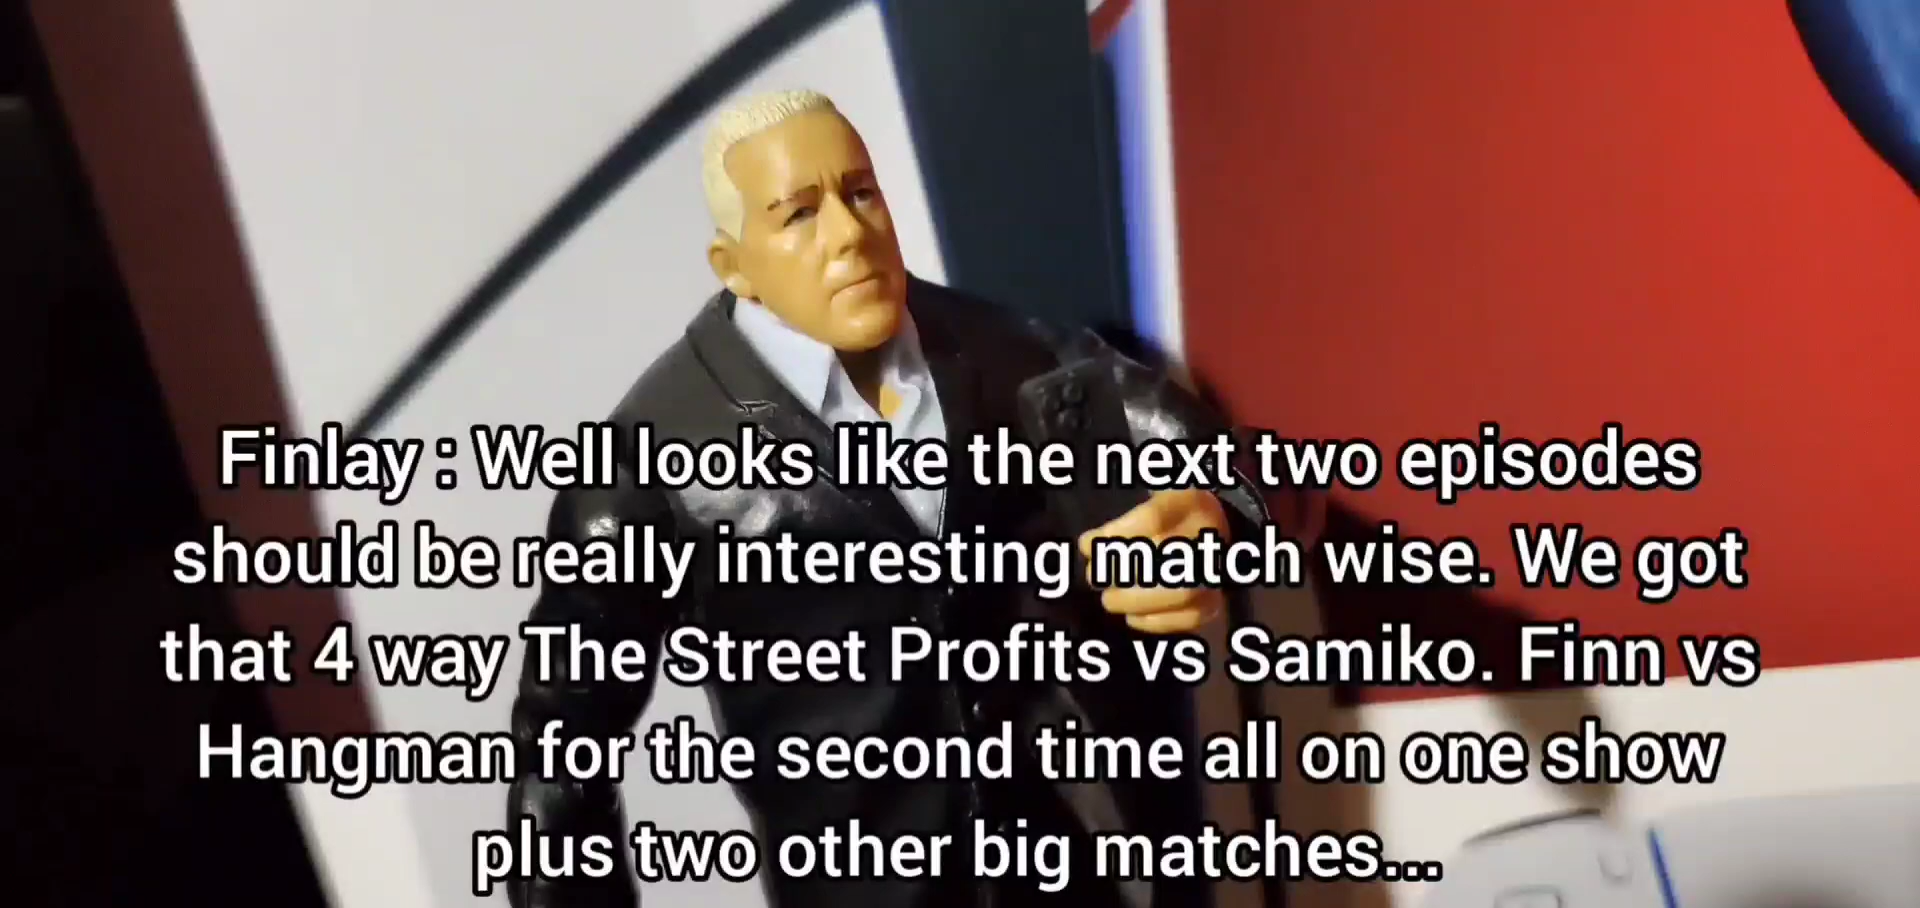 Finlay : Well looks like the next two episodes
should be really interesting match wise. We got
that 4 way The Street Profits vs Samiko. Finn vs
Hangman for the second time all on one show
plus two other big matches...